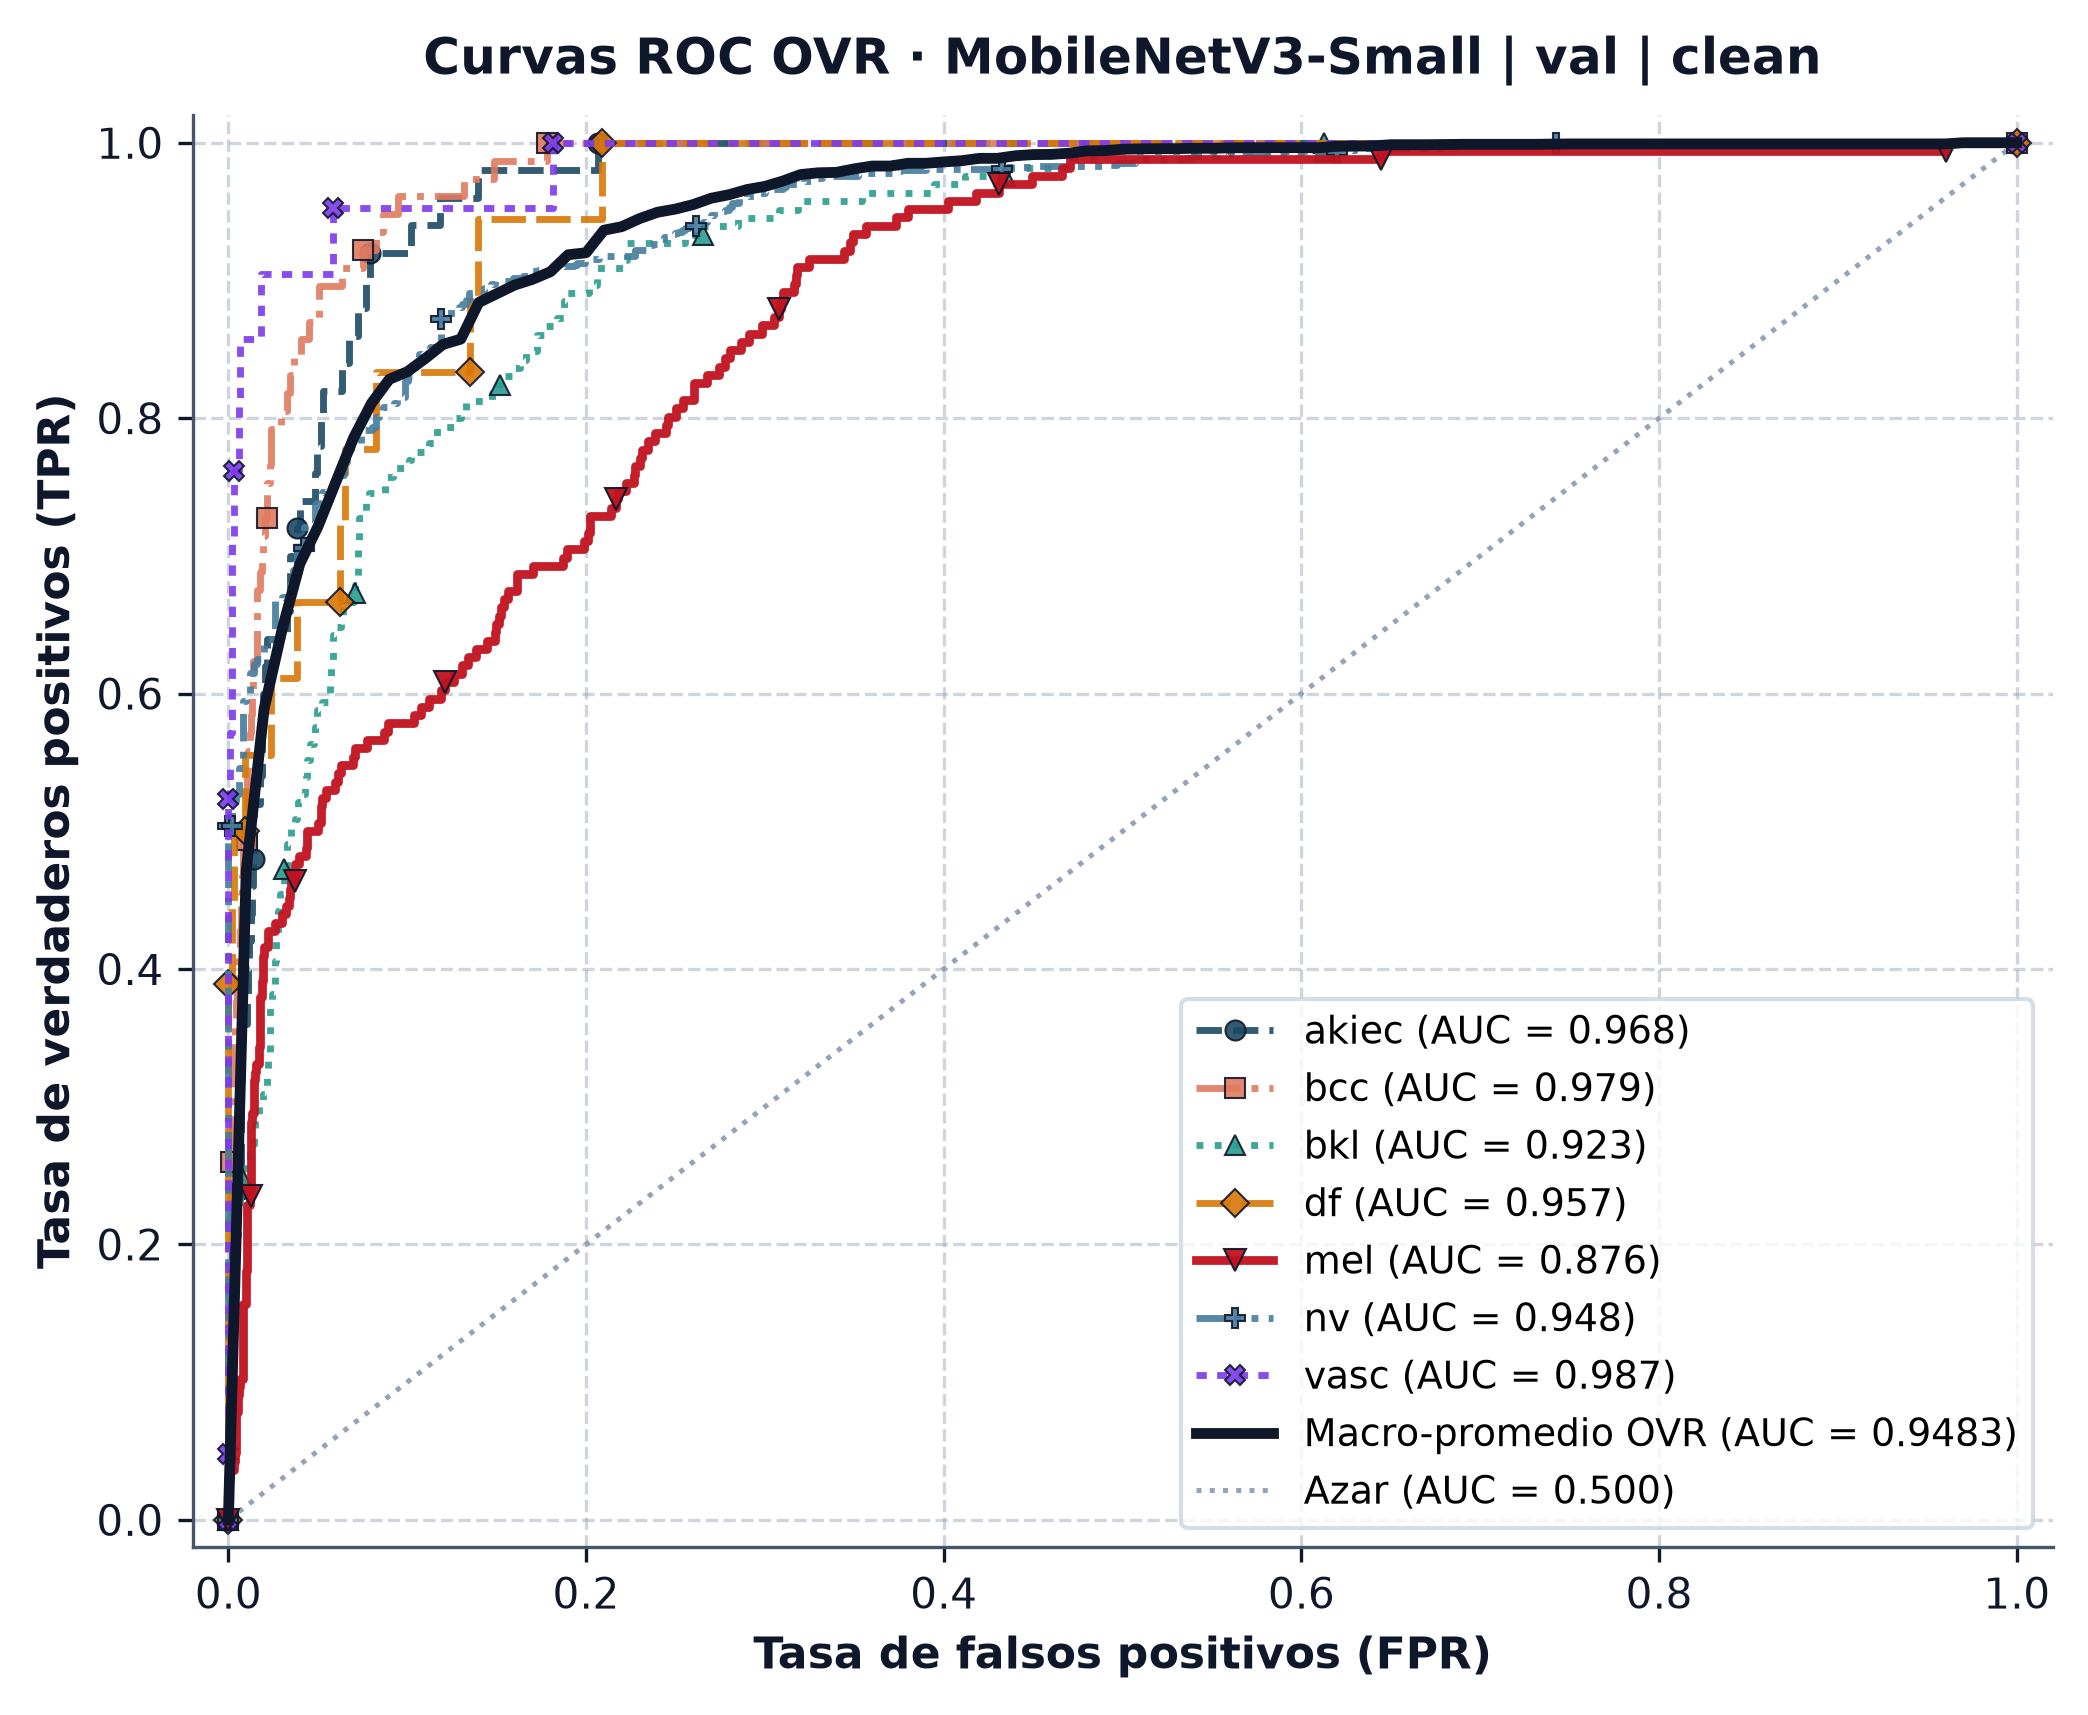 Curvas ROC OVR · MobileNetV3-Small | val | clean
Tasa de verdaderos positivos (TPR)
1.0
0.8
0.6
0.4
0.2
0.0
akiec (AUC = 0.968)
bcc (AUC = 0.979)
bkl (AUC = 0.923)
df (AUC = 0.957)
mel (AUC = 0.876)
nv (AUC = 0.948)
vasc (AUC = 0.987)
Macro-promedio OVR (AUC = 0.9483)
Azar (AUC = 0.500)
0.0 0.2 0.4 0.6 0.8 1.0
Tasa de falsos positivos (FPR)